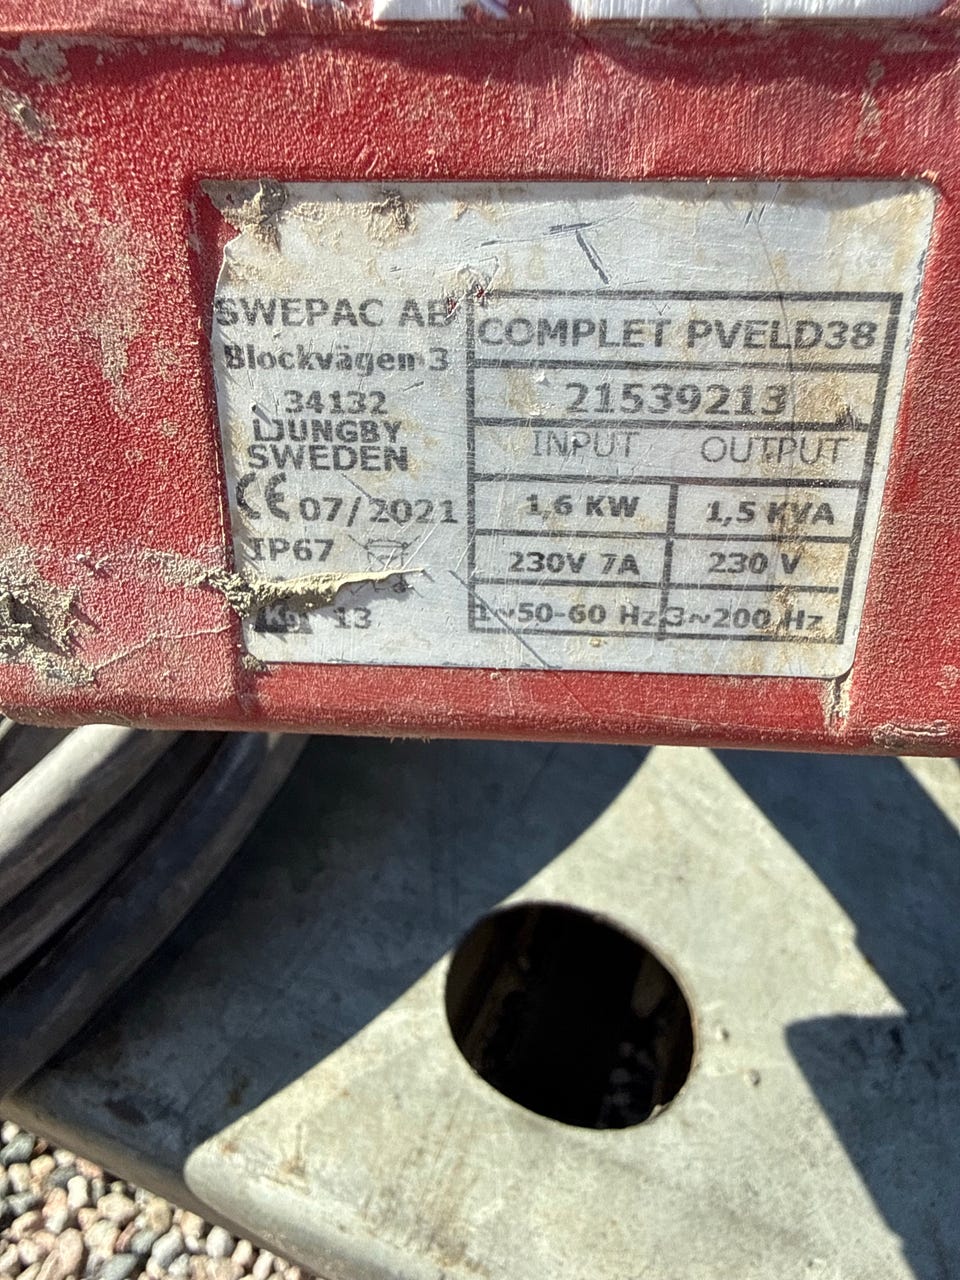 SWEPAC AB
Blockvägen 3
34132
LJUNGBY
SWEDEN
CE 07/2021
IP67
Kg 13
COMPLET PVELD38
21539213
INPUT OUTPUT
1,6 KW 1,5 KVA
230V 7A 230 V
1~50-60 Hz 3~200 Hz